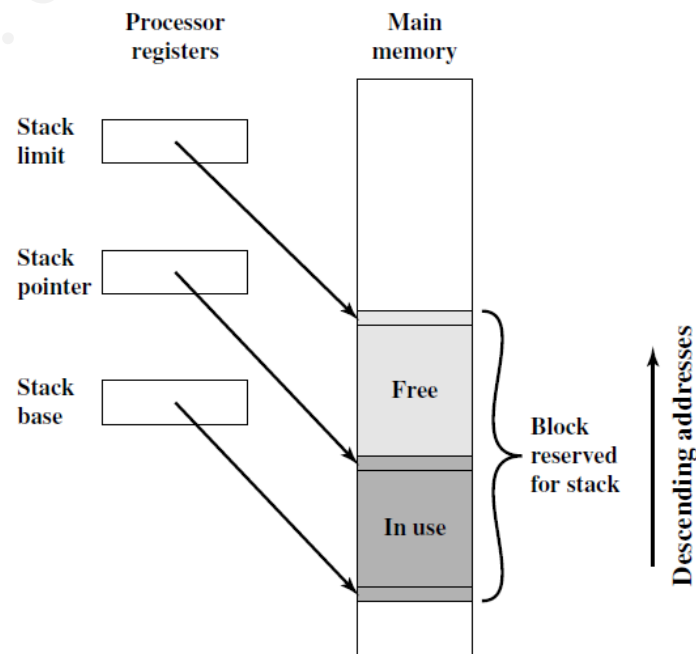 Processor
registers
Main
memory
Stack
limit
Stack
pointer
Stack
base
Free
In use
Block
reserved
for stack
Descending addresses